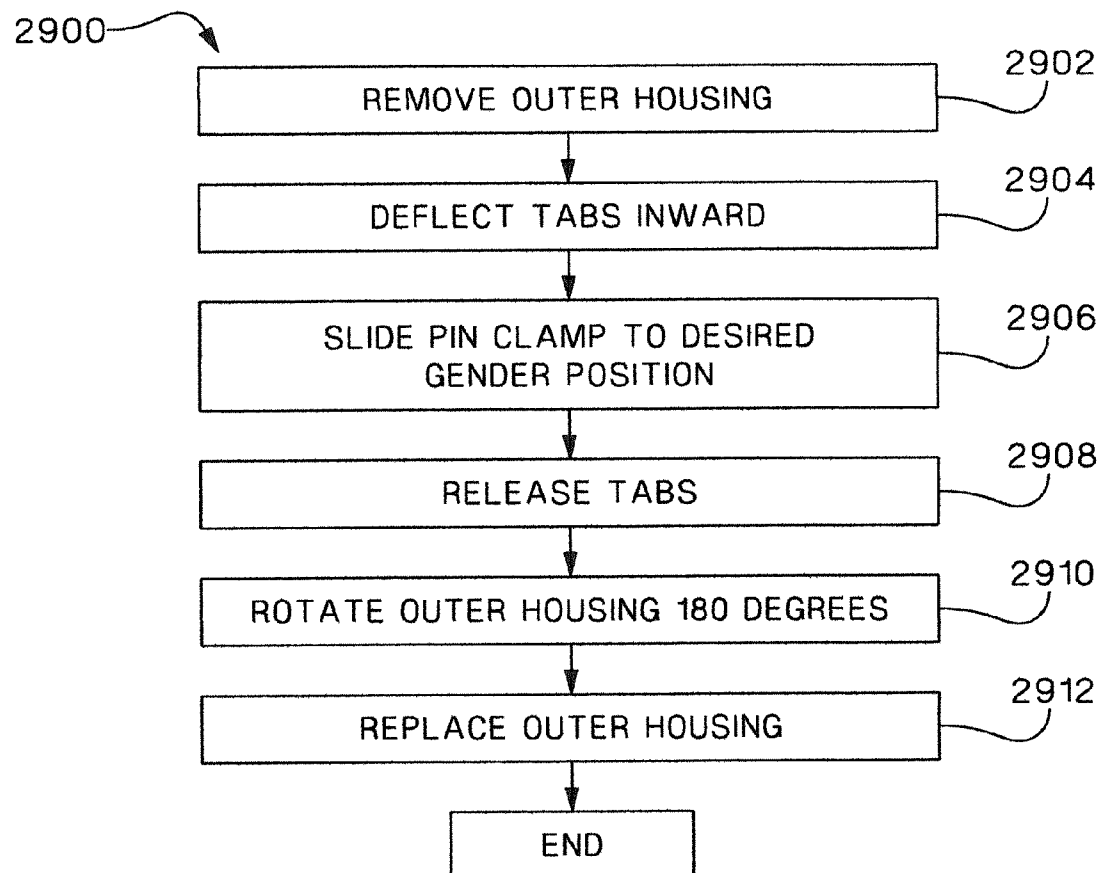 2900
2902
REMOVE OUTER HOUSING
2904
DEFLECT TABS INWARD
2906
SLIDE PIN CLAMP TO DESIRED
GENDER POSITION
2908
RELEASE TABS
2910
ROTATE OUTER HOUSING 180 DEGREES
2912
REPLACE OUTER HOUSING
END